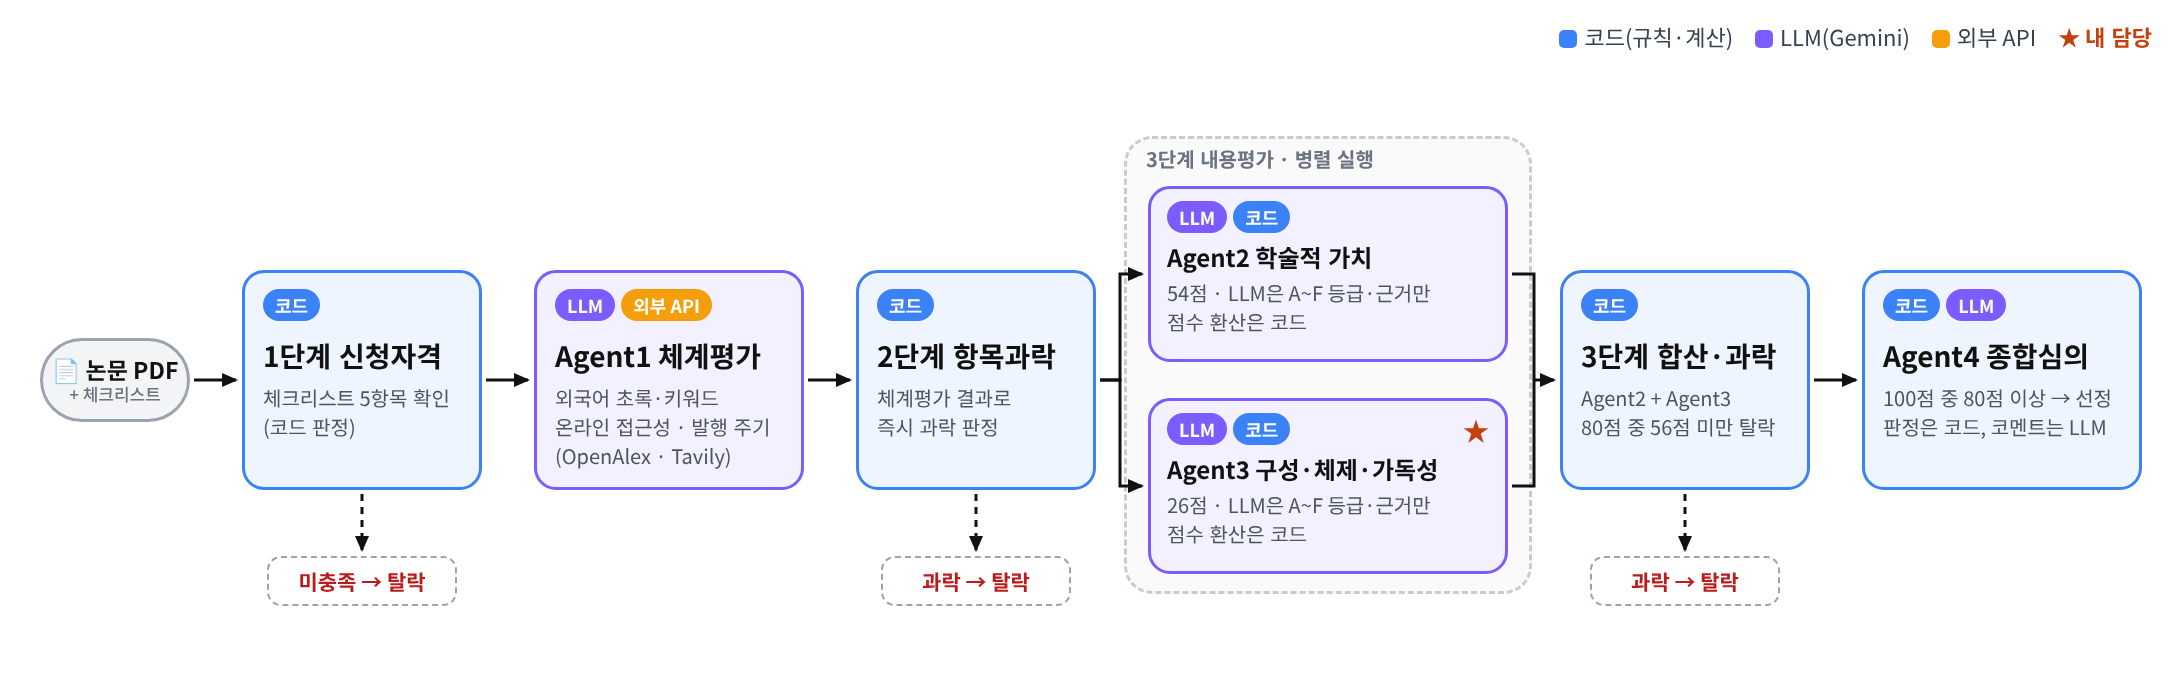 코드(규칙·계산) LLM(Gemini) 외부 API ★ 내 담당
📄 논문 PDF
+ 체크리스트
코드
1단계 신청자격
체크리스트 5항목 확인
(코드 판정)
미충족 → 탈락
LLM 외부 API
Agent1 체계평가
외국어 초록·키워드
온라인 접근성 · 발행 주기
(OpenAlex · Tavily)
코드
2단계 항목과락
체계평가 결과로
즉시 과락 판정
과락 → 탈락
3단계 내용평가 · 병렬 실행
LLM 코드
Agent2 학술적 가치
54점 · LLM은 A~F 등급·근거만
점수 환산은 코드
LLM 코드 ★
Agent3 구성·체제·가독성
26점 · LLM은 A~F 등급·근거만
점수 환산은 코드
코드
3단계 합산·과락
Agent2 + Agent3
80점 중 56점 미만 탈락
과락 → 탈락
코드 LLM
Agent4 종합심의
100점 중 80점 이상 → 선정
판정은 코드, 코멘트는 LLM